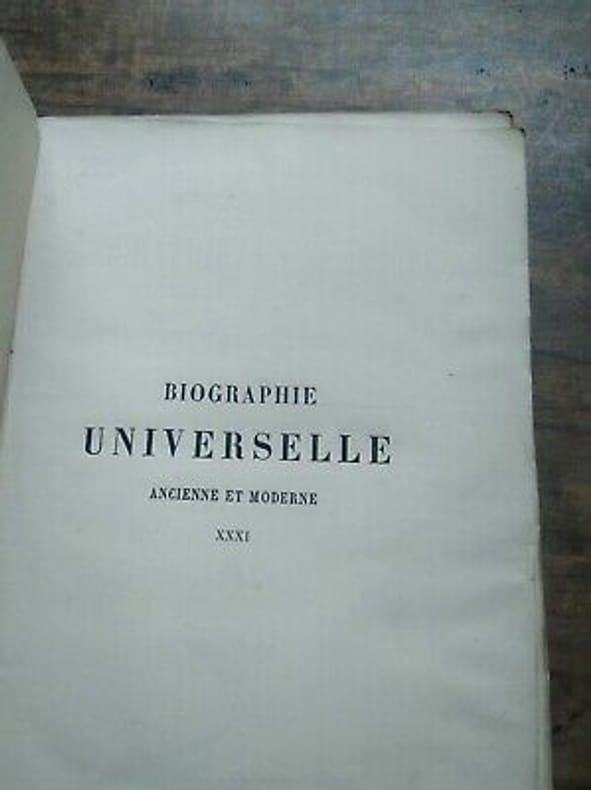 BIOGRAPHIE
UNIVERSELLE
ANCIENNE ET MODERNE
XXXI